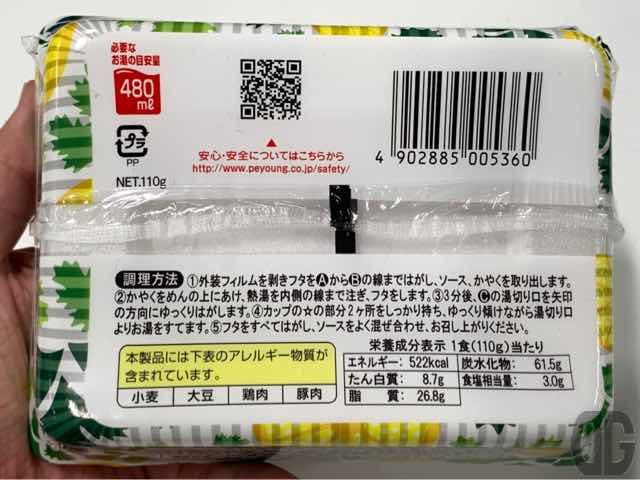 必要な
お湯の目安量
480
mℓ
プラ
PP
NET.110g
安心・安全についてはこちらから
http://www.peyoung.co.jp/safety/
4 902885 005360
調理方法 ①外装フィルムを剥きフタをⒶからⒷの線まではがし、ソース、かやくを取り出します。
②かやくをめんの上にあけ、熱湯を内側の線まで注ぎ、フタをします。③3分後、Ⓒの湯切り口を矢印
の方向にゆっくりはがします。④カップの☆の部分2ヶ所をしっかり持ち、ゆっくり傾けながら湯切り口
よりお湯をすてます。⑤フタをすべてはがし、ソースをよく混ぜ合わせ、お召し上がりください。
本製品には下表のアレルギー物質が
含まれています。
小麦 大豆 鶏肉 豚肉
栄養成分表示 1食(110g)当たり
エネルギー: 522kcal 炭水化物: 61.5g
たん白質: 8.7g 食塩相当量: 3.0g
脂 質: 26.8g